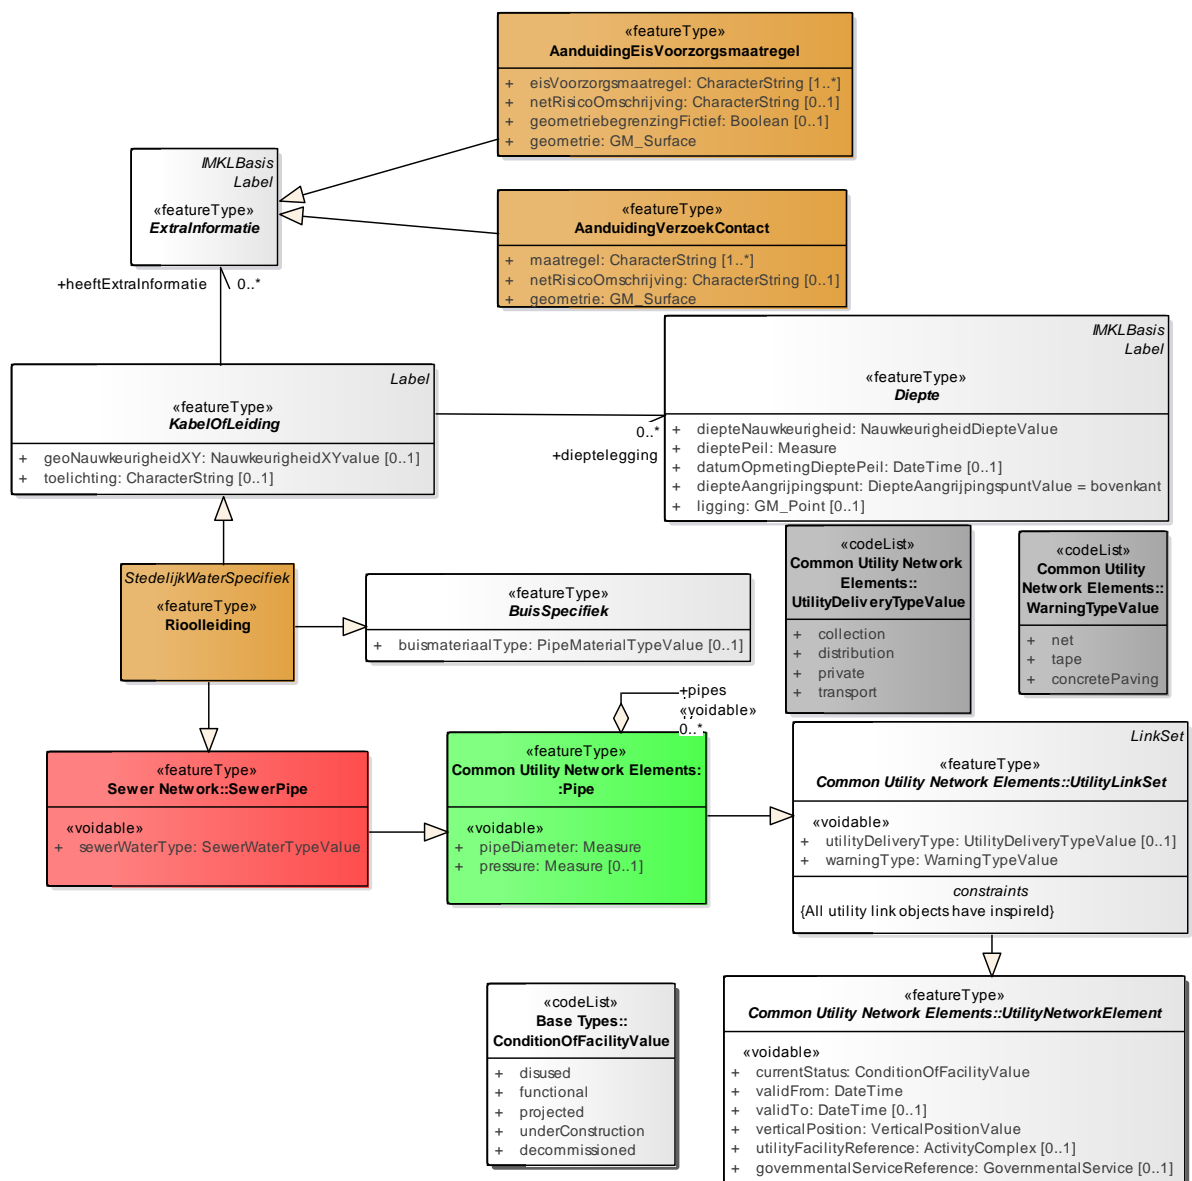 «featureType»
AanduidingEisVoorzorgsmaatregel
+ eisVoorzorgsmaatregel: CharacterString [1..*]
+ netRisicoOmschrijving: CharacterString [0..1]
+ geometriebegrenzingFictief: Boolean [0..1]
+ geometrie: GM_Surface
IMKLBasis
Label
«featureType»
ExtraInformatie
«featureType»
AanduidingVerzoekContact
+ maatregel: CharacterString [1..*]
+ netRisicoOmschrijving: CharacterString [0..1]
+ geometrie: GM_Surface
+heeftExtraInformatie 0..*
IMKLBasis
Label
«featureType»
Diepte
+ diepteNauwkeurigheid: NauwkeurigheidDiepteValue
+ dieptePeil: Measure
+ datumOpmetingDieptePeil: DateTime [0..1]
+ diepteAangrijpingspunt: DiepteAangrijpingspuntValue = bovenkant
+ ligging: GM_Point [0..1]
Label
«featureType»
KabelOfLeiding
+ geoNauwkeurigheidXY: NauwkeurigheidXYvalue [0..1]
+ toelichting: CharacterString [0..1]
0..*
+dieptelegging
«codeList»
Common Utility Network
Elements::
UtilityDeliveryTypeValue
+ collection
+ distribution
+ private
+ transport
«codeList»
Common Utility
Network Elements::
WarningTypeValue
+ net
+ tape
+ concretePaving
StedelijkWaterSpecifiek
«featureType»
Rioolleiding
«featureType»
BuisSpecifiek
+ buismateriaalType: PipeMaterialTypeValue [0..1]
+pipes
«voidable»
0..*
«featureType»
Sewer Network::SewerPipe
«voidable»
+ sewerWaterType: SewerWaterTypeValue
«featureType»
Common Utility Network Elements:
:Pipe
«voidable»
+ pipeDiameter: Measure
+ pressure: Measure [0..1]
LinkSet
«featureType»
Common Utility Network Elements::UtilityLinkSet
«voidable»
+ utilityDeliveryType: UtilityDeliveryTypeValue [0..1]
+ warningType: WarningTypeValue
constraints
{All utility link objects have inspireId}
«codeList»
Base Types::
ConditionOfFacilityValue
+ disused
+ functional
+ projected
+ underConstruction
+ decommissioned
«featureType»
Common Utility Network Elements::UtilityNetworkElement
«voidable»
+ currentStatus: ConditionOfFacilityValue
+ validFrom: DateTime
+ validTo: DateTime [0..1]
+ verticalPosition: VerticalPositionValue
+ utilityFacilityReference: ActivityComplex [0..1]
+ governmentalServiceReference: GovernmentalService [0..1]